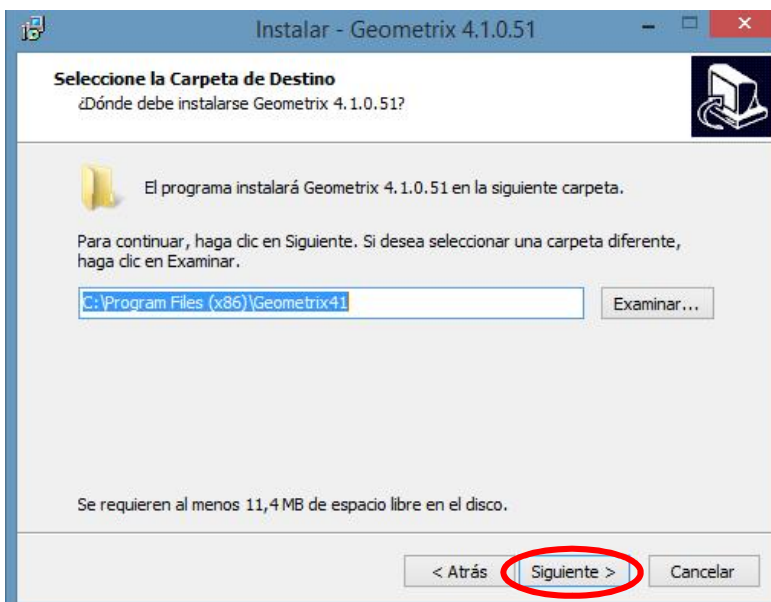 Instalar - Geometrix 4.1.0.51
Seleccione la Carpeta de Destino
¿Dónde debe instalarse Geometrix 4.1.0.51?
El programa instalará Geometrix 4.1.0.51 en la siguiente carpeta.
Para continuar, haga clic en Siguiente. Si desea seleccionar una carpeta diferente,
haga clic en Examinar.
C:\Program Files (x86)\Geometrix41
Examinar...
Se requieren al menos 11,4 MB de espacio libre en el disco.
< Atrás
Siguiente >
Cancelar